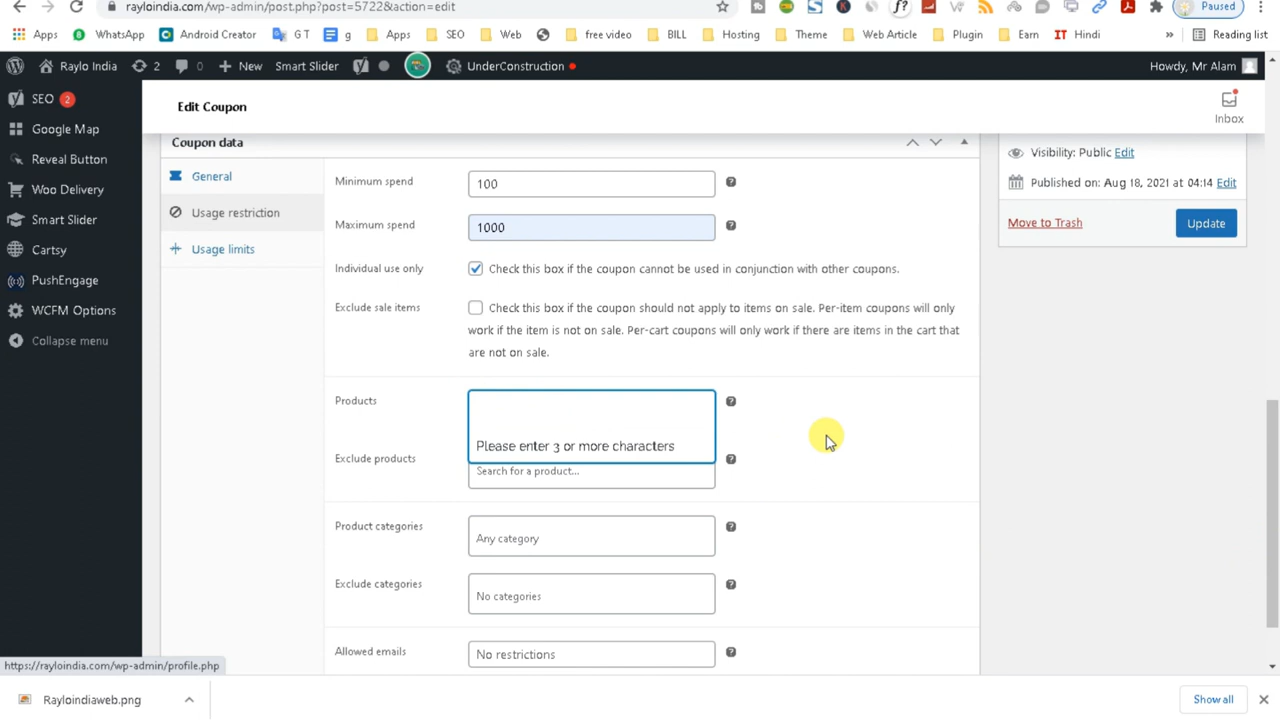 rayloindia.com/wp-admin/post.php?post=5722&action=edit
Paused
Apps
WhatsApp
Android Creator
G T
g
Apps
SEO
Web
free video
BILL
Hosting
Theme
Web Article
Plugin
Earn
IT Hindi
»
Reading list
Raylo India
2
0
+ New
Smart Slider
UnderConstruction
Howdy, Mr Alam
SEO 2
Google Map
Reveal Button
Woo Delivery
Smart Slider
Cartsy
PushEngage
WCFM Options
Collapse menu
Edit Coupon
Inbox
Coupon data
General
Usage restriction
Usage limits
Minimum spend
100
Maximum spend
1000
Individual use only
Check this box if the coupon cannot be used in conjunction with other coupons.
Exclude sale items
Check this box if the coupon should not apply to items on sale. Per-item coupons will only
work if the item is not on sale. Per-cart coupons will only work if there are items in the cart that
are not on sale.
Products
Please enter 3 or more characters
Exclude products
Search for a product...
Product categories
Any category
Exclude categories
No categories
Allowed emails
No restrictions
Visibility: Public Edit
Published on: Aug 18, 2021 at 04:14 Edit
Move to Trash
Update
https://rayloindia.com/wp-admin/profile.php
Rayloindiaweb.png
Show all